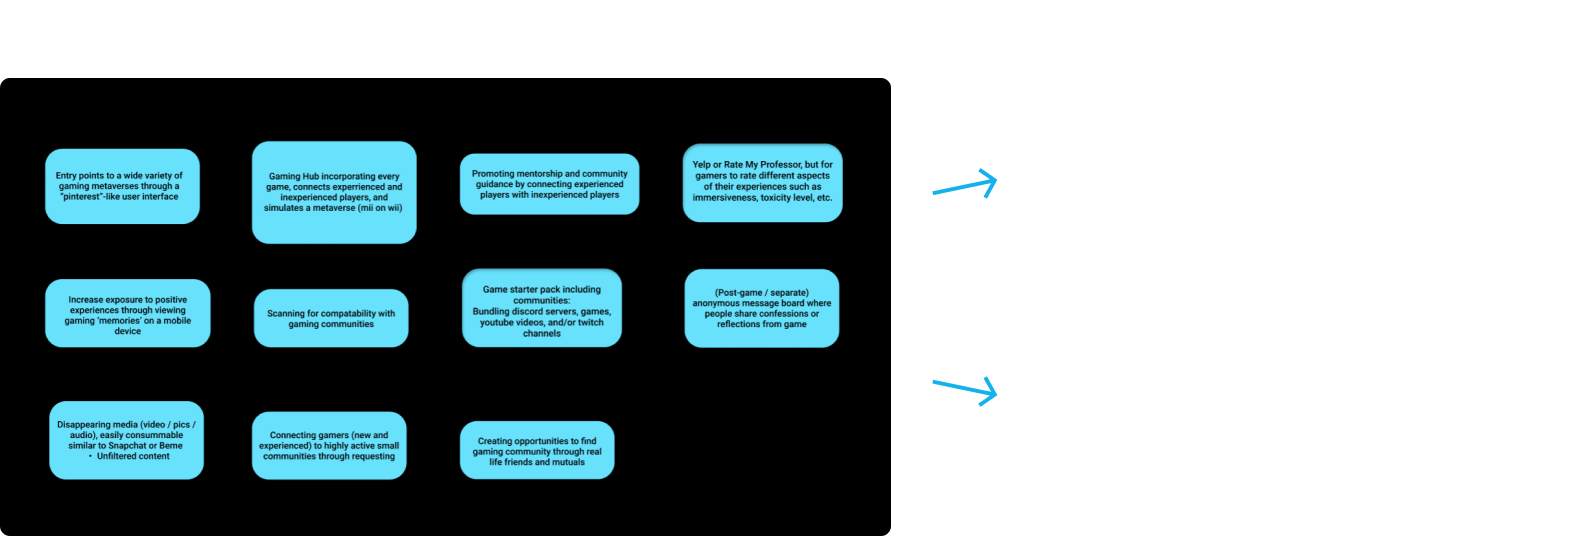 Entry points to a wide variety of
gaming metaverses through a
"pinterest"-like user interface
Gaming Hub incorporating every
game, connects experienced and
inexperienced players, and
simulates a metaverse (mii on wii)
Promoting mentorship and community
guidance by connecting experienced
players with inexperienced players
Yelp or Rate My Professor, but for
gamers to rate different aspects
of their experiences such as
immersiveness, toxicity level, etc.
Increase exposure to positive
experiences through viewing
gaming ‘memories’ on a mobile
device
Scanning for compatability with
gaming communities
Game starter pack including
communities:
Bundling discord servers, games,
youtube videos, and/or twitch
channels
(Post-game / separate)
anonymous message board where
people share confessions or
reflections from game
Disappearing media (video / pics /
audio), easily consummable
similar to Snapchat or Beme
• Unfiltered content
Connecting gamers (new and
experienced) to highly active small
communities through requesting
Creating opportunities to find
gaming community through real
life friends and mutuals